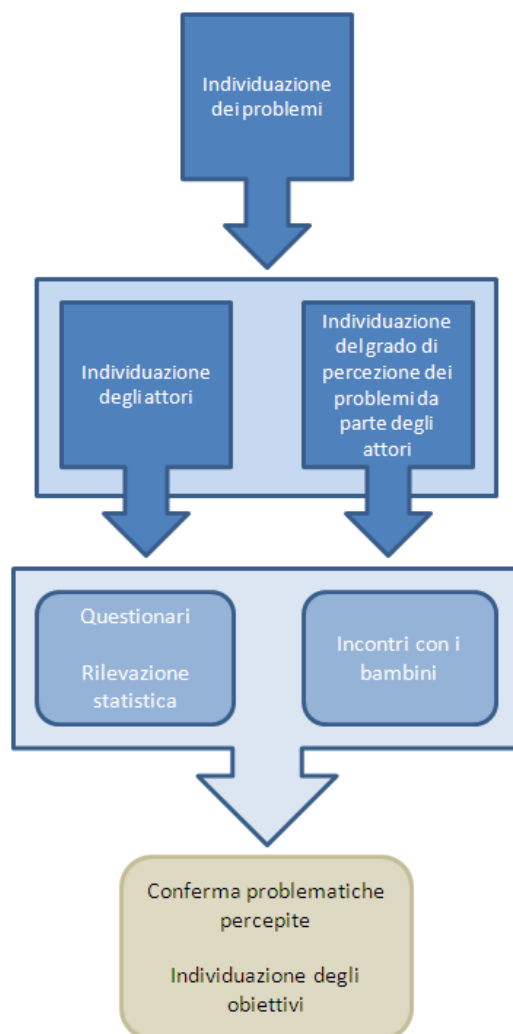 Individuazione
dei problemi
Individuazione
degli attori
Individuazione
del grado di
percezione dei
problemi da
parte degli
attori
Questionari
Rilevazione
statistica
Incontri con i
bambini
Conferma problematiche
percepite
Individuazione degli
obiettivi